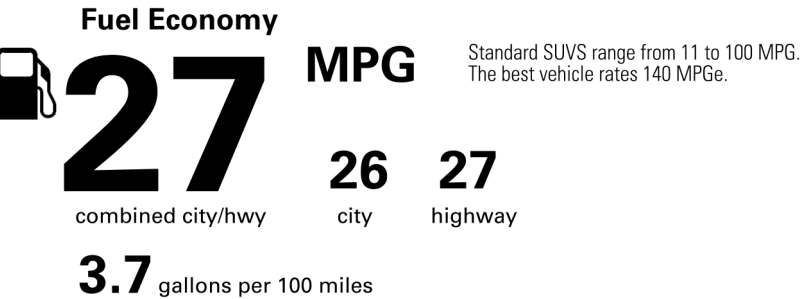 Fuel Economy
27
MPG
Standard SUVS range from 11 to 100 MPG.
The best vehicle rates 140 MPGe.
26 27
combined city/hwy city highway
3.7 gallons per 100 miles